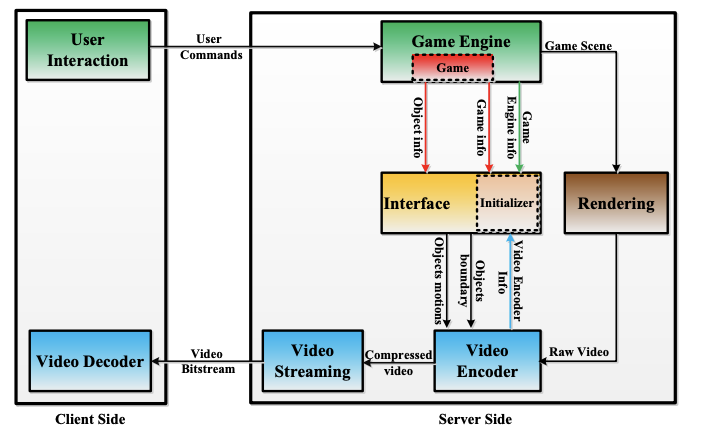 User
Interaction
User
Commands
Game Engine
Game
Game Scene
Object info
Game info
Game
Engine info
Interface
Initializer
Rendering
Objects motions
Objects
boundary
Video Encoder
Info
Video Decoder
Video
Bitstream
Video
Streaming
Compressed
video
Video
Encoder
Raw Video
Client Side
Server Side